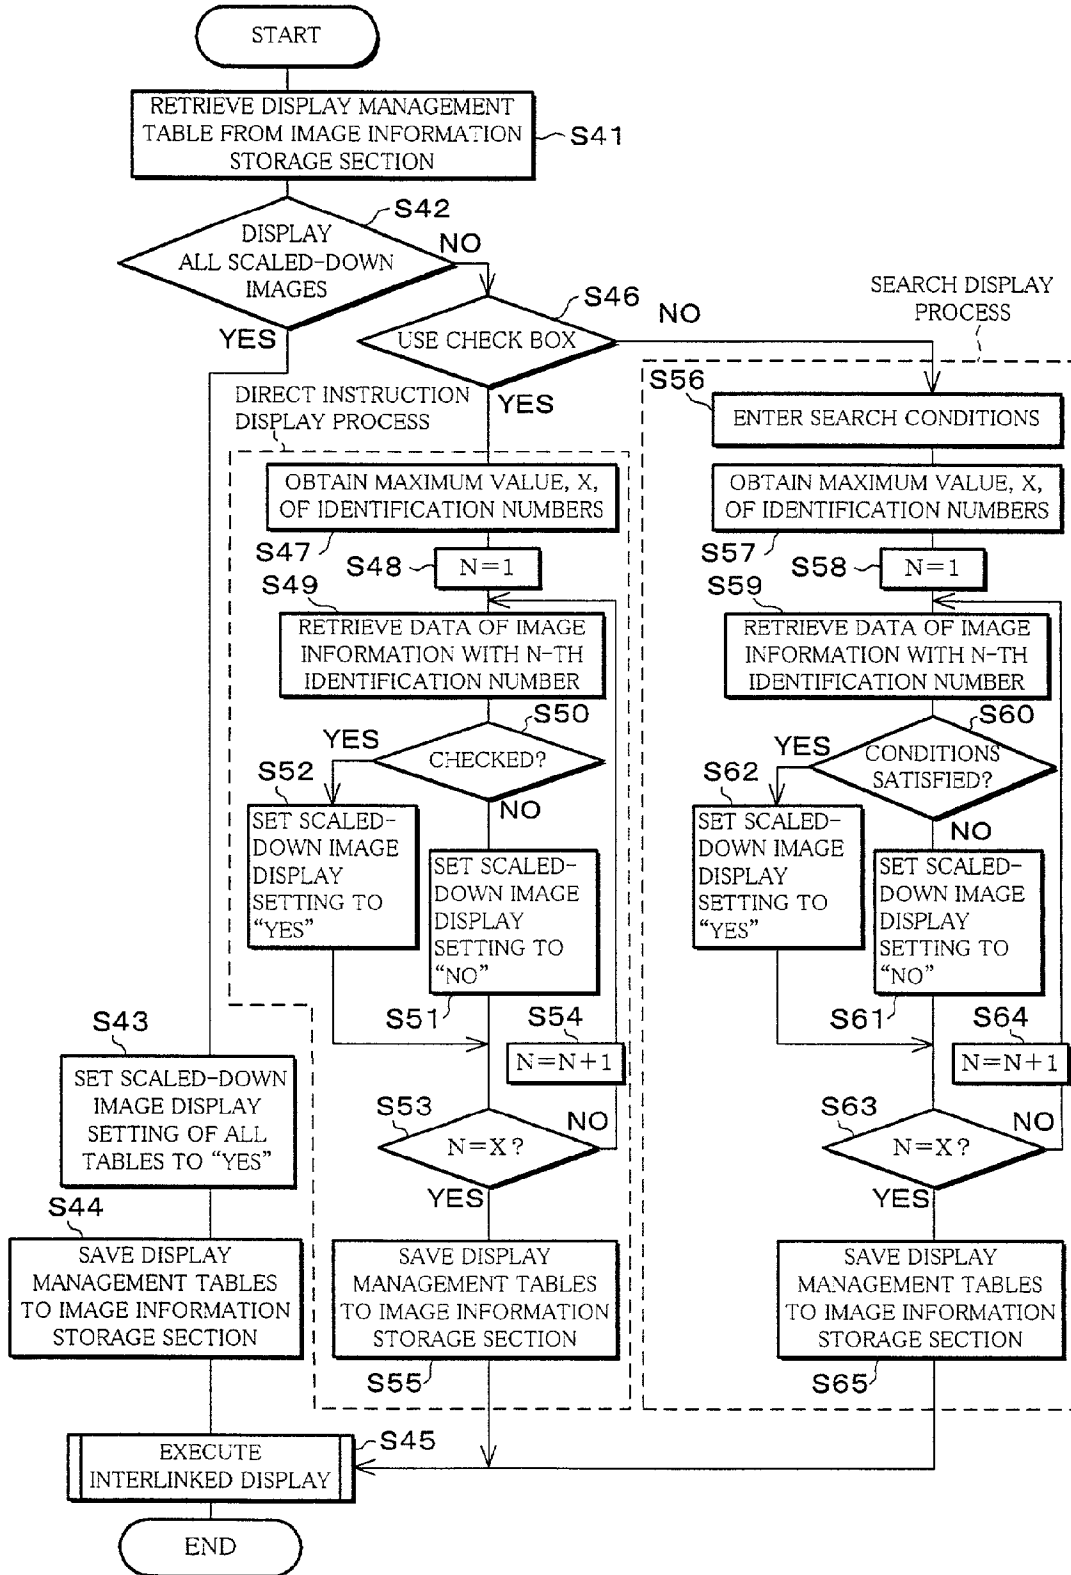 START
RETRIEVE DISPLAY MANAGEMENT
TABLE FROM IMAGE INFORMATION
STORAGE SECTION
S41
S42
DISPLAY
ALL SCALED-DOWN
IMAGES
NO
YES
S46
USE CHECK BOX
NO
YES
SEARCH DISPLAY
PROCESS
DIRECT INSTRUCTION
DISPLAY PROCESS
S56
ENTER SEARCH CONDITIONS
OBTAIN MAXIMUM VALUE, X,
OF IDENTIFICATION NUMBERS
S47
S48
N=1
S49
RETRIEVE DATA OF IMAGE
INFORMATION WITH N-TH
IDENTIFICATION NUMBER
S50
YES
CHECKED?
NO
S52
SET SCALED-
DOWN IMAGE
DISPLAY
SETTING TO
“YES”
SET SCALED-
DOWN IMAGE
DISPLAY
SETTING TO
“NO”
S51
S54
N=N+1
S53
N=X?
NO
YES
SAVE DISPLAY
MANAGEMENT TABLES
TO IMAGE INFORMATION
STORAGE SECTION
S55
OBTAIN MAXIMUM VALUE, X,
OF IDENTIFICATION NUMBERS
S57
S58
N=1
S59
RETRIEVE DATA OF IMAGE
INFORMATION WITH N-TH
IDENTIFICATION NUMBER
S60
YES
CONDITIONS
SATISFIED?
NO
S62
SET SCALED-
DOWN IMAGE
DISPLAY
SETTING TO
“YES”
SET SCALED-
DOWN IMAGE
DISPLAY
SETTING TO
“NO”
S61
S64
N=N+1
S63
N=X?
NO
YES
SAVE DISPLAY
MANAGEMENT TABLES
TO IMAGE INFORMATION
STORAGE SECTION
S65
S43
SET SCALED-DOWN
IMAGE DISPLAY
SETTING OF ALL
TABLES TO “YES”
S44
SAVE DISPLAY
MANAGEMENT TABLES
TO IMAGE INFORMATION
STORAGE SECTION
S45
EXECUTE
INTERLINKED DISPLAY
END